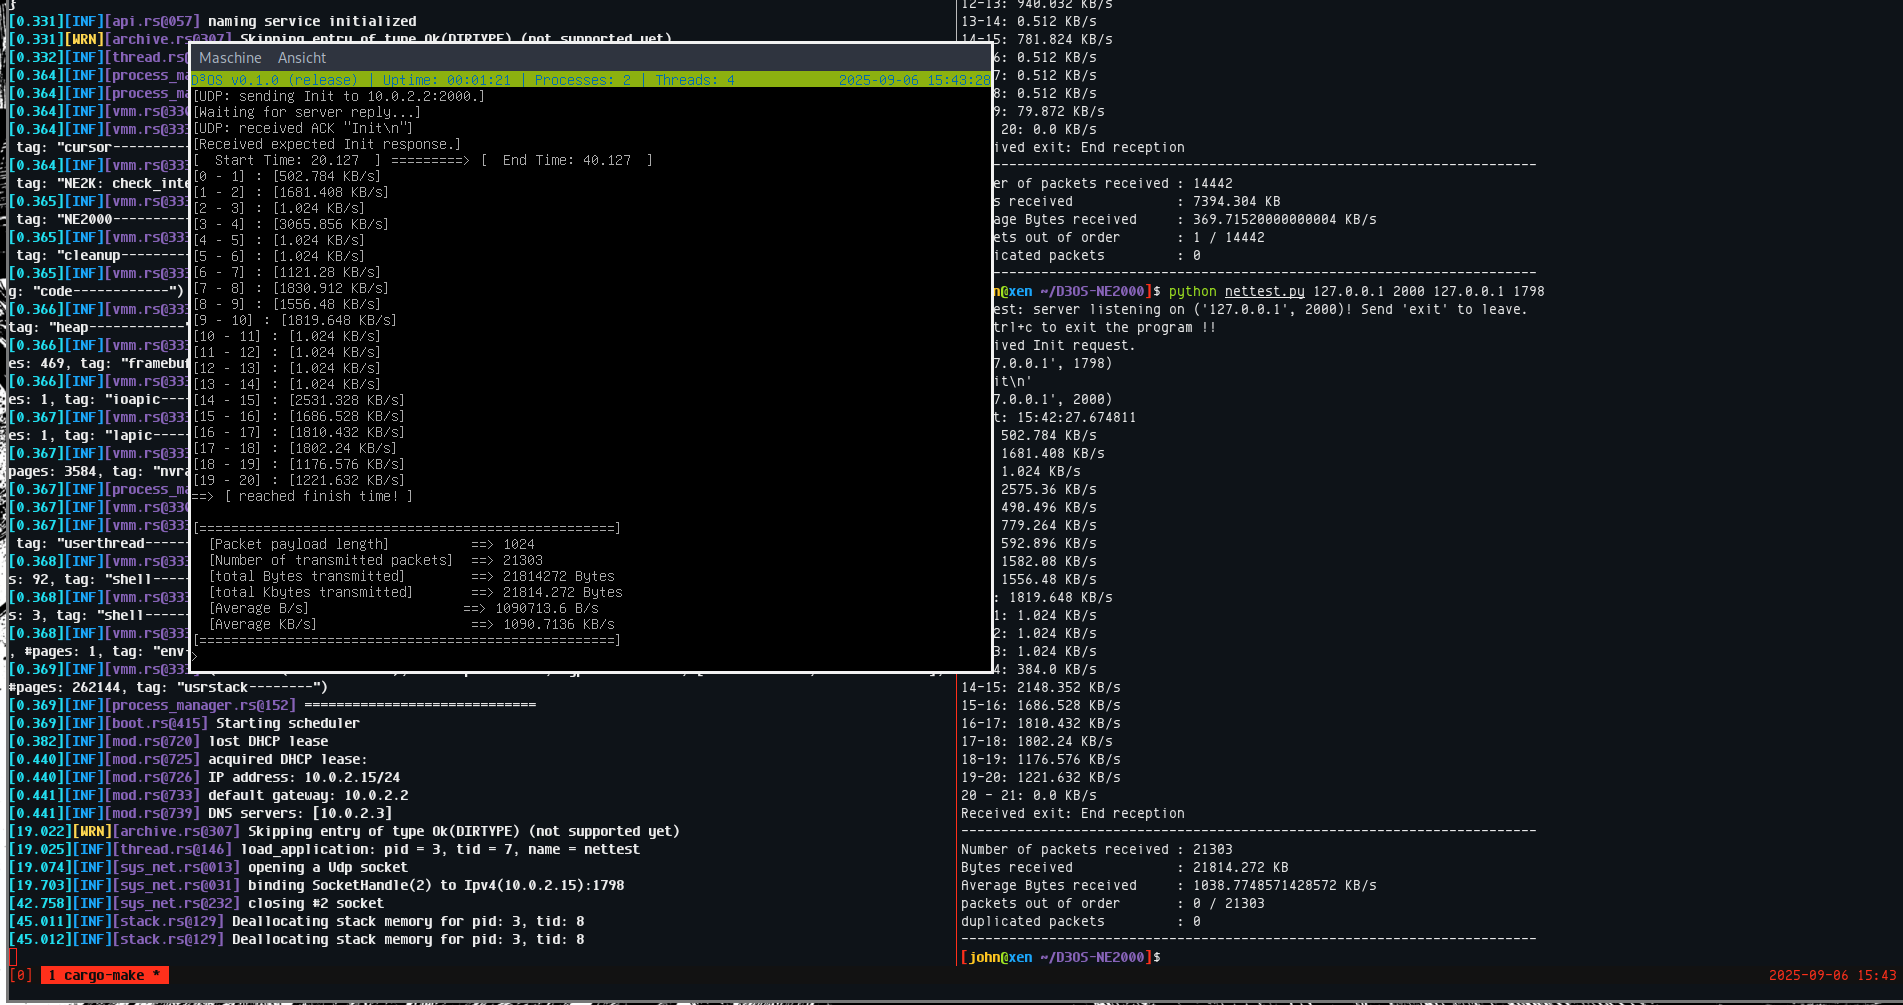 }
[0.331][INF][api.rs@057] naming service initialized
[0.331][WRN][archive.rs@307] Skipping entry of type Ok(DIRTYPE) (not supported yet)
[0.332][INF][thread.rs@
[0.364][INF][process_ma
[0.364][INF][process_ma
[0.364][INF][vmm.rs@330
[0.364][INF][vmm.rs@333
tag: "cursor----------
[0.364][INF][vmm.rs@333
tag: "NE2K: check_inte
[0.365][INF][vmm.rs@333
tag: "NE2000----------
[0.365][INF][vmm.rs@333
tag: "cleanup---------
[0.365][INF][vmm.rs@333
g: "code------------")
[0.366][INF][vmm.rs@333
tag: "heap------------
[0.366][INF][vmm.rs@333
es: 469, tag: "framebuf
[0.366][INF][vmm.rs@333
es: 1, tag: "ioapic----
[0.367][INF][vmm.rs@333
es: 1, tag: "lapic-----
[0.367][INF][vmm.rs@333
pages: 3584, tag: "nvra
[0.367][INF][process_ma
[0.367][INF][vmm.rs@330
[0.367][INF][vmm.rs@333
tag: "userthread------
[0.368][INF][vmm.rs@333
s: 92, tag: "shell-----
[0.368][INF][vmm.rs@333
s: 3, tag: "shell------
[0.368][INF][vmm.rs@333
, #pages: 1, tag: "env-
[0.369][INF][vmm.rs@333
#pages: 262144, tag: "usrstack--------")
[0.369][INF][process_manager.rs@152] =============================
[0.369][INF][boot.rs@415] Starting scheduler
[0.382][INF][mod.rs@720] lost DHCP lease
[0.440][INF][mod.rs@725] acquired DHCP lease:
[0.440][INF][mod.rs@726] IP address: 10.0.2.15/24
[0.441][INF][mod.rs@733] default gateway: 10.0.2.2
[0.441][INF][mod.rs@739] DNS servers: [10.0.2.3]
[19.022][WRN][archive.rs@307] Skipping entry of type Ok(DIRTYPE) (not supported yet)
[19.025][INF][thread.rs@146] load_application: pid = 3, tid = 7, name = nettest
[19.074][INF][sys_net.rs@013] opening a Udp socket
[19.703][INF][sys_net.rs@031] binding SocketHandle(2) to Ipv4(10.0.2.15):1798
[42.758][INF][sys_net.rs@232] closing #2 socket
[45.011][INF][stack.rs@129] Deallocating stack memory for pid: 3, tid: 8
[45.012][INF][stack.rs@129] Deallocating stack memory for pid: 3, tid: 8
Maschine Ansicht
D³OS v0.1.0 (release) | Uptime: 00:01:21 | Processes: 2 | Threads: 4 2025-09-06 15:43:28
[UDP: sending Init to 10.0.2.2:2000.]
[Waiting for server reply...]
[UDP: received ACK "Init\n"]
[Received expected Init response.]
[ Start Time: 20.127 ] =========> [ End Time: 40.127 ]
[0 - 1] : [502.784 KB/s]
[1 - 2] : [1681.408 KB/s]
[2 - 3] : [1.024 KB/s]
[3 - 4] : [3065.856 KB/s]
[4 - 5] : [1.024 KB/s]
[5 - 6] : [1.024 KB/s]
[6 - 7] : [1121.28 KB/s]
[7 - 8] : [1830.912 KB/s]
[8 - 9] : [1556.48 KB/s]
[9 - 10] : [1819.648 KB/s]
[10 - 11] : [1.024 KB/s]
[11 - 12] : [1.024 KB/s]
[12 - 13] : [1.024 KB/s]
[13 - 14] : [1.024 KB/s]
[14 - 15] : [2531.328 KB/s]
[15 - 16] : [1686.528 KB/s]
[16 - 17] : [1810.432 KB/s]
[17 - 18] : [1802.24 KB/s]
[18 - 19] : [1176.576 KB/s]
[19 - 20] : [1221.632 KB/s]
==> [ reached finish time! ]
[====================================================]
[Packet payload length] ==> 1024
[Number of transmitted packets] ==> 21303
[total Bytes transmitted] ==> 21814272 Bytes
[total Kbytes transmitted] ==> 21814.272 Bytes
[Average B/s] ==> 1090713.6 B/s
[Average KB/s] ==> 1090.7136 KB/s
[====================================================]
>
12-13: 940.032 KB/s
13-14: 0.512 KB/s
14-15: 781.824 KB/s
6: 0.512 KB/s
7: 0.512 KB/s
8: 0.512 KB/s
9: 79.872 KB/s
20: 0.0 KB/s
ived exit: End reception
--------------------------------------------------------------------
er of packets received : 14442
s received : 7394.304 KB
age Bytes received : 369.71520000000004 KB/s
ets out of order : 1 / 14442
icated packets : 0
--------------------------------------------------------------------
n@xen ~/D3OS-NE2000]$ python nettest.py 127.0.0.1 2000 127.0.0.1 1798
est: server listening on ('127.0.0.1', 2000)! Send 'exit' to leave.
trl+c to exit the program !!
ived Init request.
7.0.0.1', 1798)
it\n'
7.0.0.1', 2000)
t: 15:42:27.674811
502.784 KB/s
1681.408 KB/s
1.024 KB/s
2575.36 KB/s
490.496 KB/s
779.264 KB/s
592.896 KB/s
1582.08 KB/s
1556.48 KB/s
: 1819.648 KB/s
1: 1.024 KB/s
2: 1.024 KB/s
3: 1.024 KB/s
4: 384.0 KB/s
14-15: 2148.352 KB/s
15-16: 1686.528 KB/s
16-17: 1810.432 KB/s
17-18: 1802.24 KB/s
18-19: 1176.576 KB/s
19-20: 1221.632 KB/s
20 - 21: 0.0 KB/s
Received exit: End reception
------------------------------------------------------------------------
Number of packets received : 21303
Bytes received : 21814.272 KB
Average Bytes received : 1038.7748571428572 KB/s
packets out of order : 0 / 21303
duplicated packets : 0
------------------------------------------------------------------------
[john@xen ~/D3OS-NE2000]$
[0] 1 cargo-make * 2025-09-06 15:43